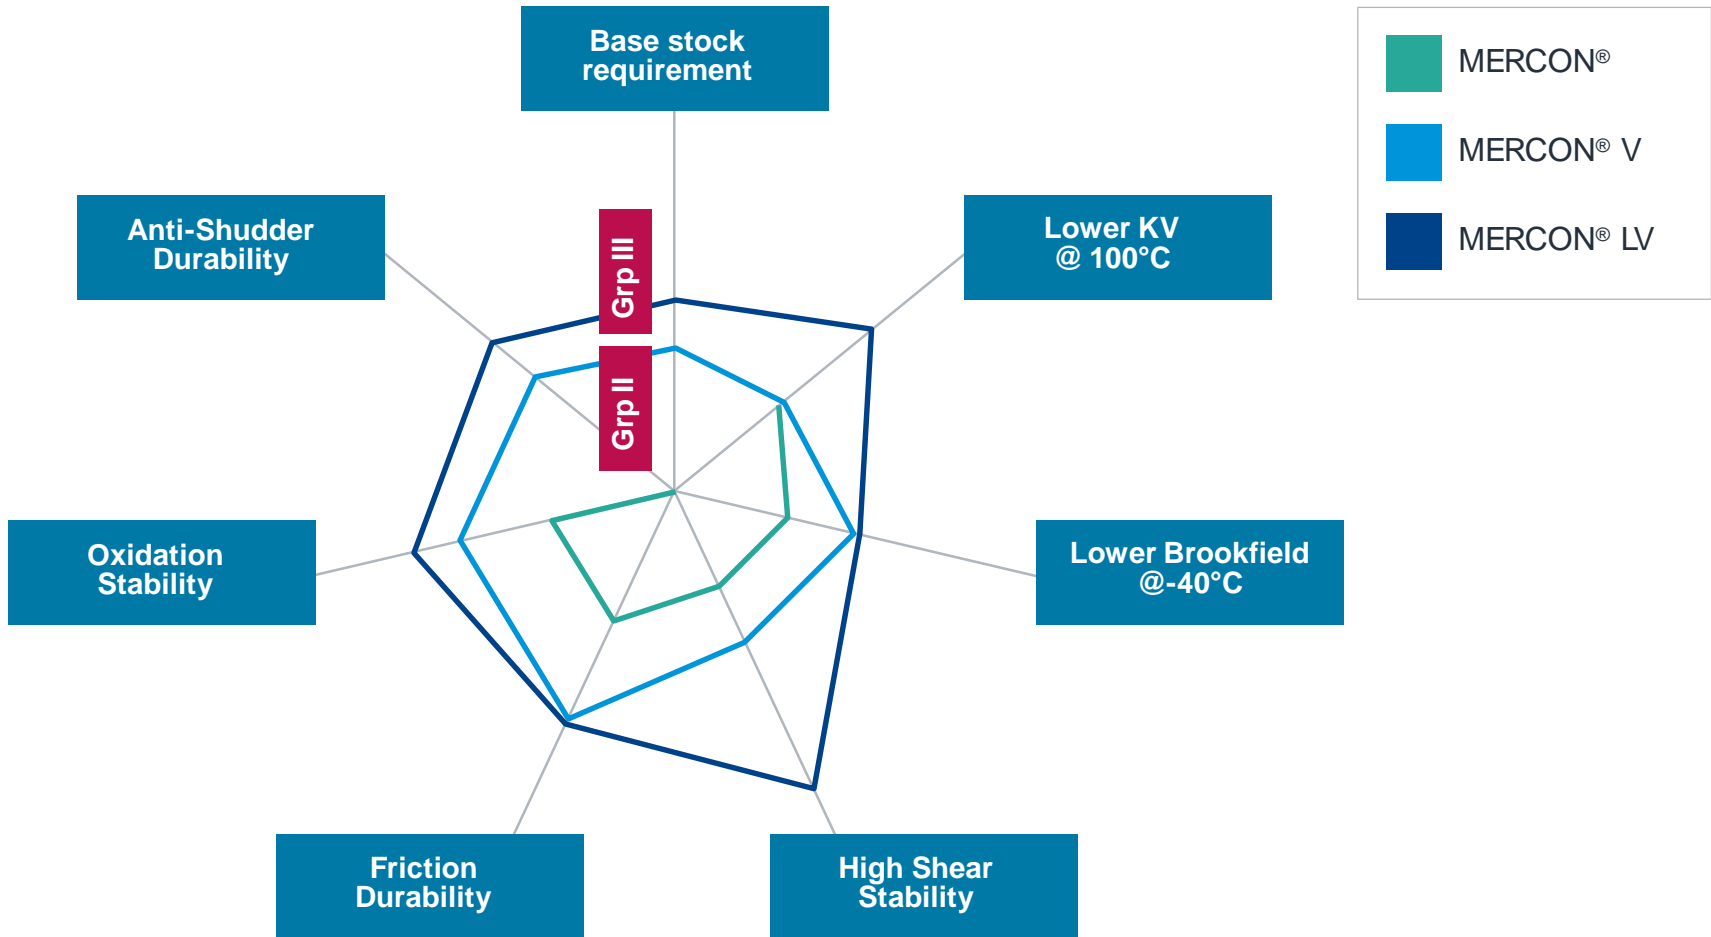 Base stock
requirement
MERCON®
MERCON® V
MERCON® LV
Anti-Shudder
Durability
Grp III
Lower KV
@ 100°C
Grp II
Oxidation
Stability
Lower Brookfield
@-40°C
Friction
Durability
High Shear
Stability